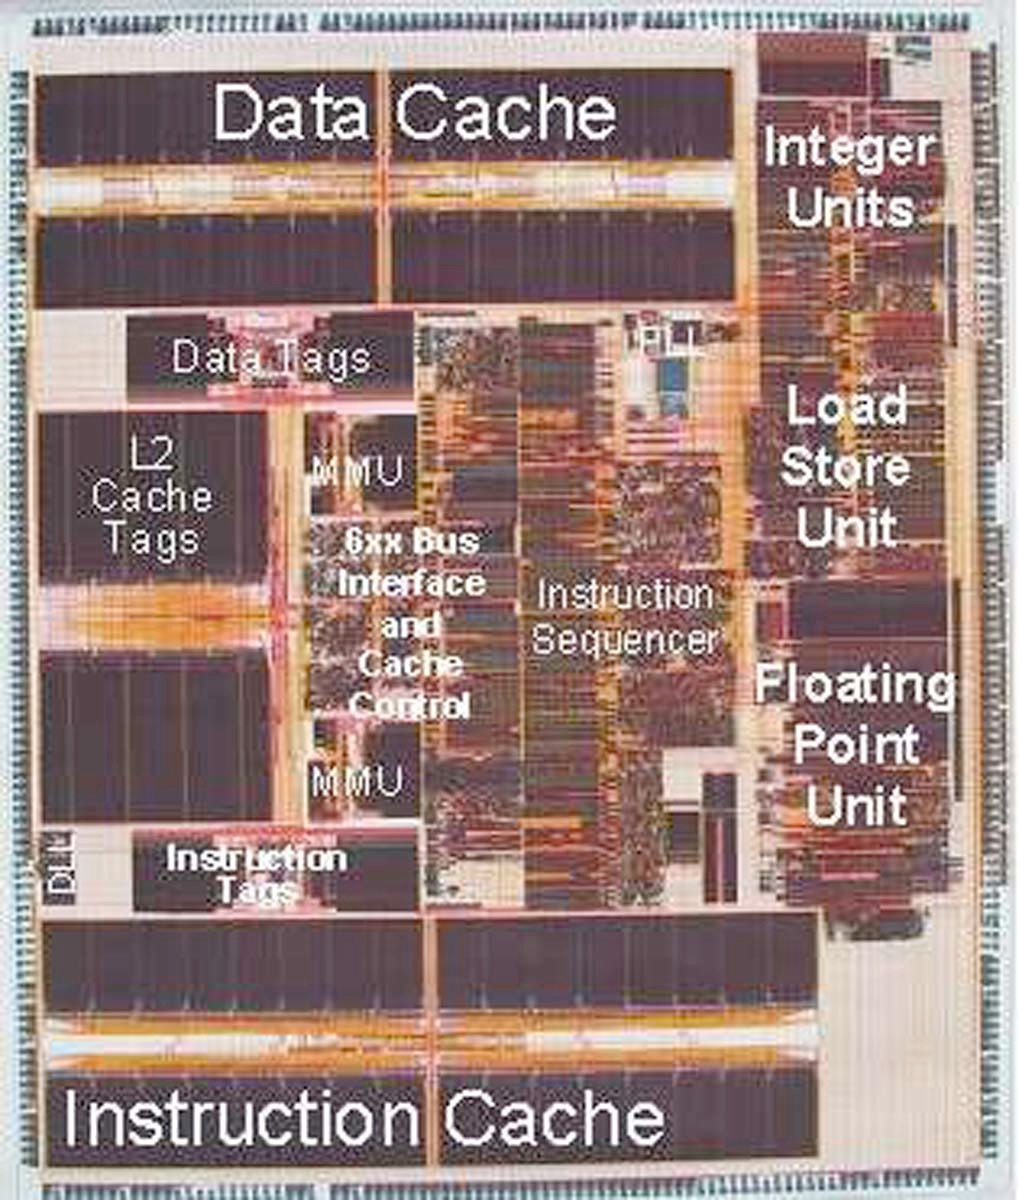 Data Cache
Integer
Units
Data Tags
PLL
L2
Cache
Tags
MMU
Load
Store
Unit
6xx Bus
Interface
and
Cache
Control
Instruction
Sequencer
Floating
Point
Unit
MMU
DLL
Instruction
Tags
Instruction Cache